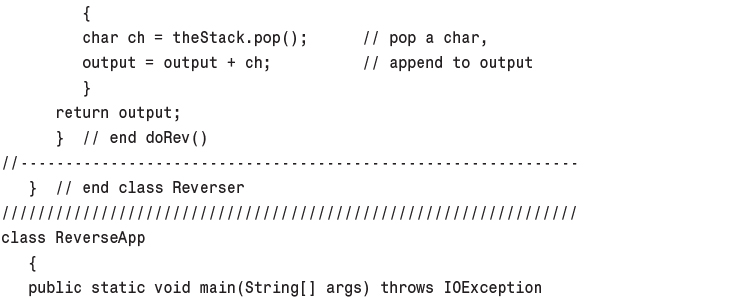 {
char ch = theStack.pop();      // pop a char,
output = output + ch;          // append to output
}
return output;
}  // end doRev()
//--------------------------------------------------------------
}  // end class Reverser
////////////////////////////////////////////////////////////////
class ReverseApp
{
public static void main(String[] args) throws IOException